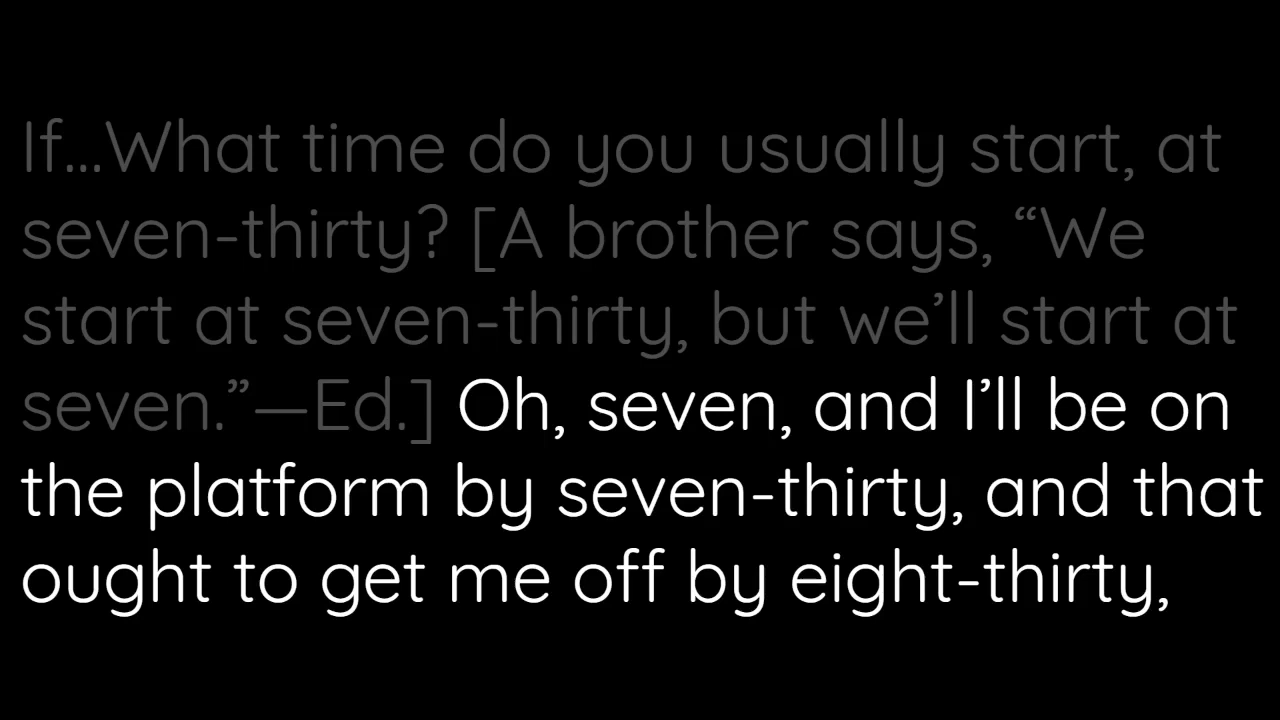 If...What time do you usually start, at
seven-thirty? [A brother says, “We
start at seven-thirty, but we’ll start at
seven.”—Ed.] Oh, seven, and I’ll be on
the platform by seven-thirty, and that
ought to get me off by eight-thirty,